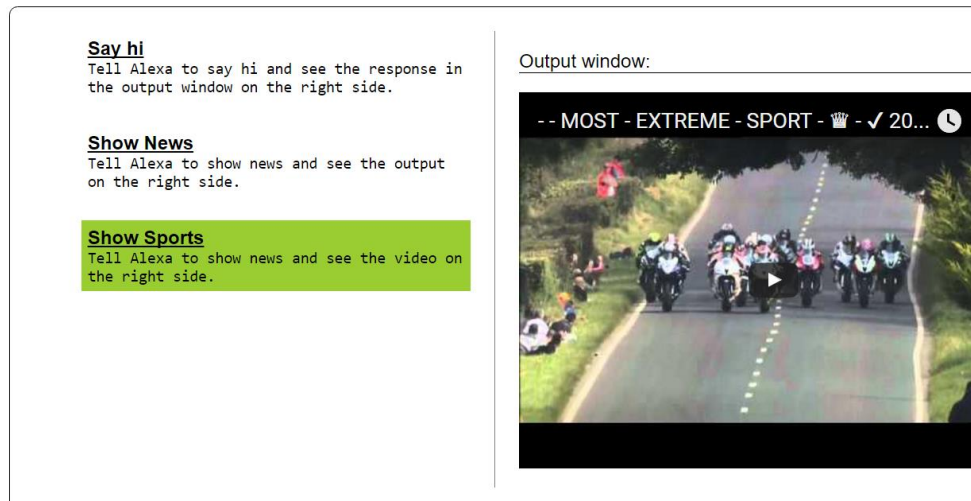 Say hi
Tell Alexa to say hi and see the response in
the output window on the right side.
Show News
Tell Alexa to show news and see the output
on the right side.
Show Sports
Tell Alexa to show news and see the video on
the right side.
Output window:
- - MOST - EXTREME - SPORT - ♛ - ✓ 20...